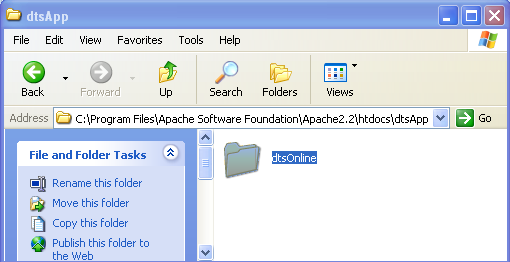 dtsApp
File Edit View Favorites Tools Help
Back Forward Up Search Folders Views
Address C:\Program Files\Apache Software Foundation\Apache2.2\htdocs\dtsApp Go
File and Folder Tasks
Rename this folder
Move this folder
Copy this folder
Publish this folder to
the Web
dtsOnline